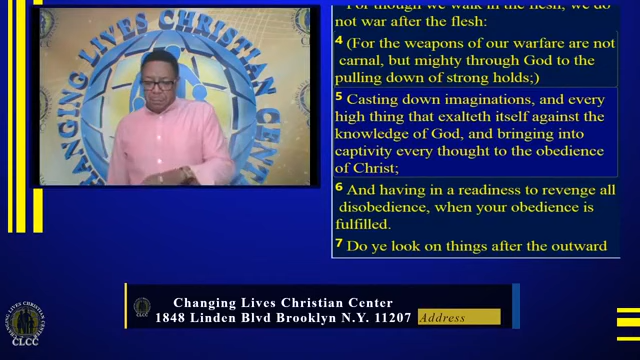 CHANGING LIVES CHRISTIAN CENTER
For though we walk in the flesh, we do
not war after the flesh:
4 (For the weapons of our warfare are not
carnal, but mighty through God to the
pulling down of strong holds;)
5 Casting down imaginations, and every
high thing that exalteth itself against the
knowledge of God, and bringing into
captivity every thought to the obedience
of Christ;
6 And having in a readiness to revenge all
disobedience, when your obedience is
fulfilled.
7 Do ye look on things after the outward
Changing Lives Christian Center
1848 Linden Blvd Brooklyn N.Y. 11207 Address
CHANGING LIVES CHRISTIAN CENTER
CLCC